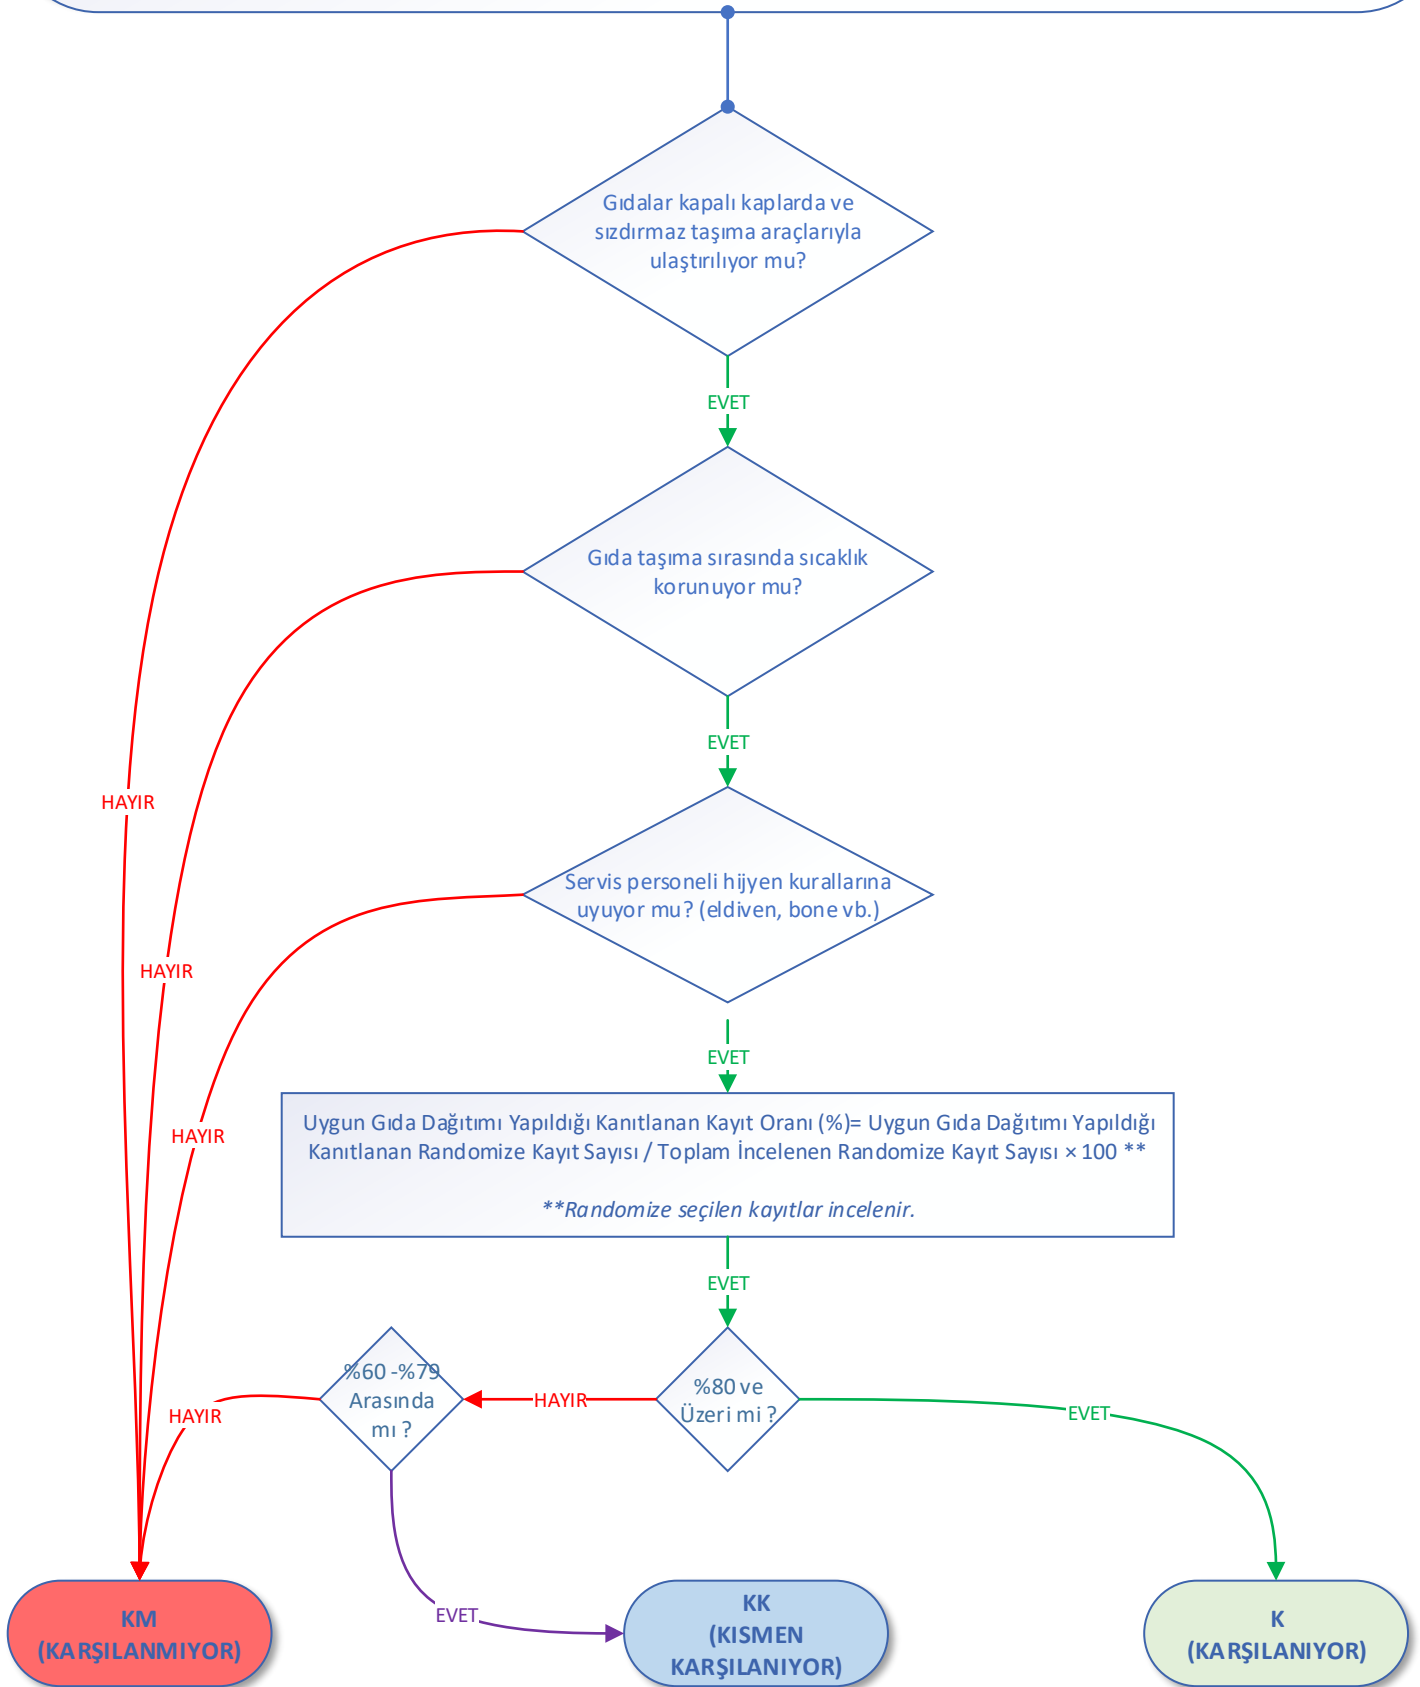 Gıdalar kapalı kaplarda ve
sızdırmaz taşıma araçlarıyla
ulaştırılıyor mu?
EVET
Gıda taşıma sırasında sıcaklık
korunuyor mu?
EVET
HAYIR
Servis personeli hijyen kurallarına
uyuyor mu? (eldiven, bone vb.)
HAYIR
EVET
HAYIR
Uygun Gıda Dağıtımı Yapıldığı Kanıtlanan Kayıt Oranı (%)= Uygun Gıda Dağıtımı Yapıldığı
Kanıtlanan Randomize Kayıt Sayısı / Toplam İncelenen Randomize Kayıt Sayısı × 100 **
**Randomize seçilen kayıtlar incelenir.
EVET
%60 -%79
Arasında
mı ?
%80 ve
Üzeri mi ?
HAYIR
HAYIR
EVET
EVET
KM
(KARŞILANMIYOR)
KK
(KISMEN
KARŞILANIYOR)
K
(KARŞILANIYOR)